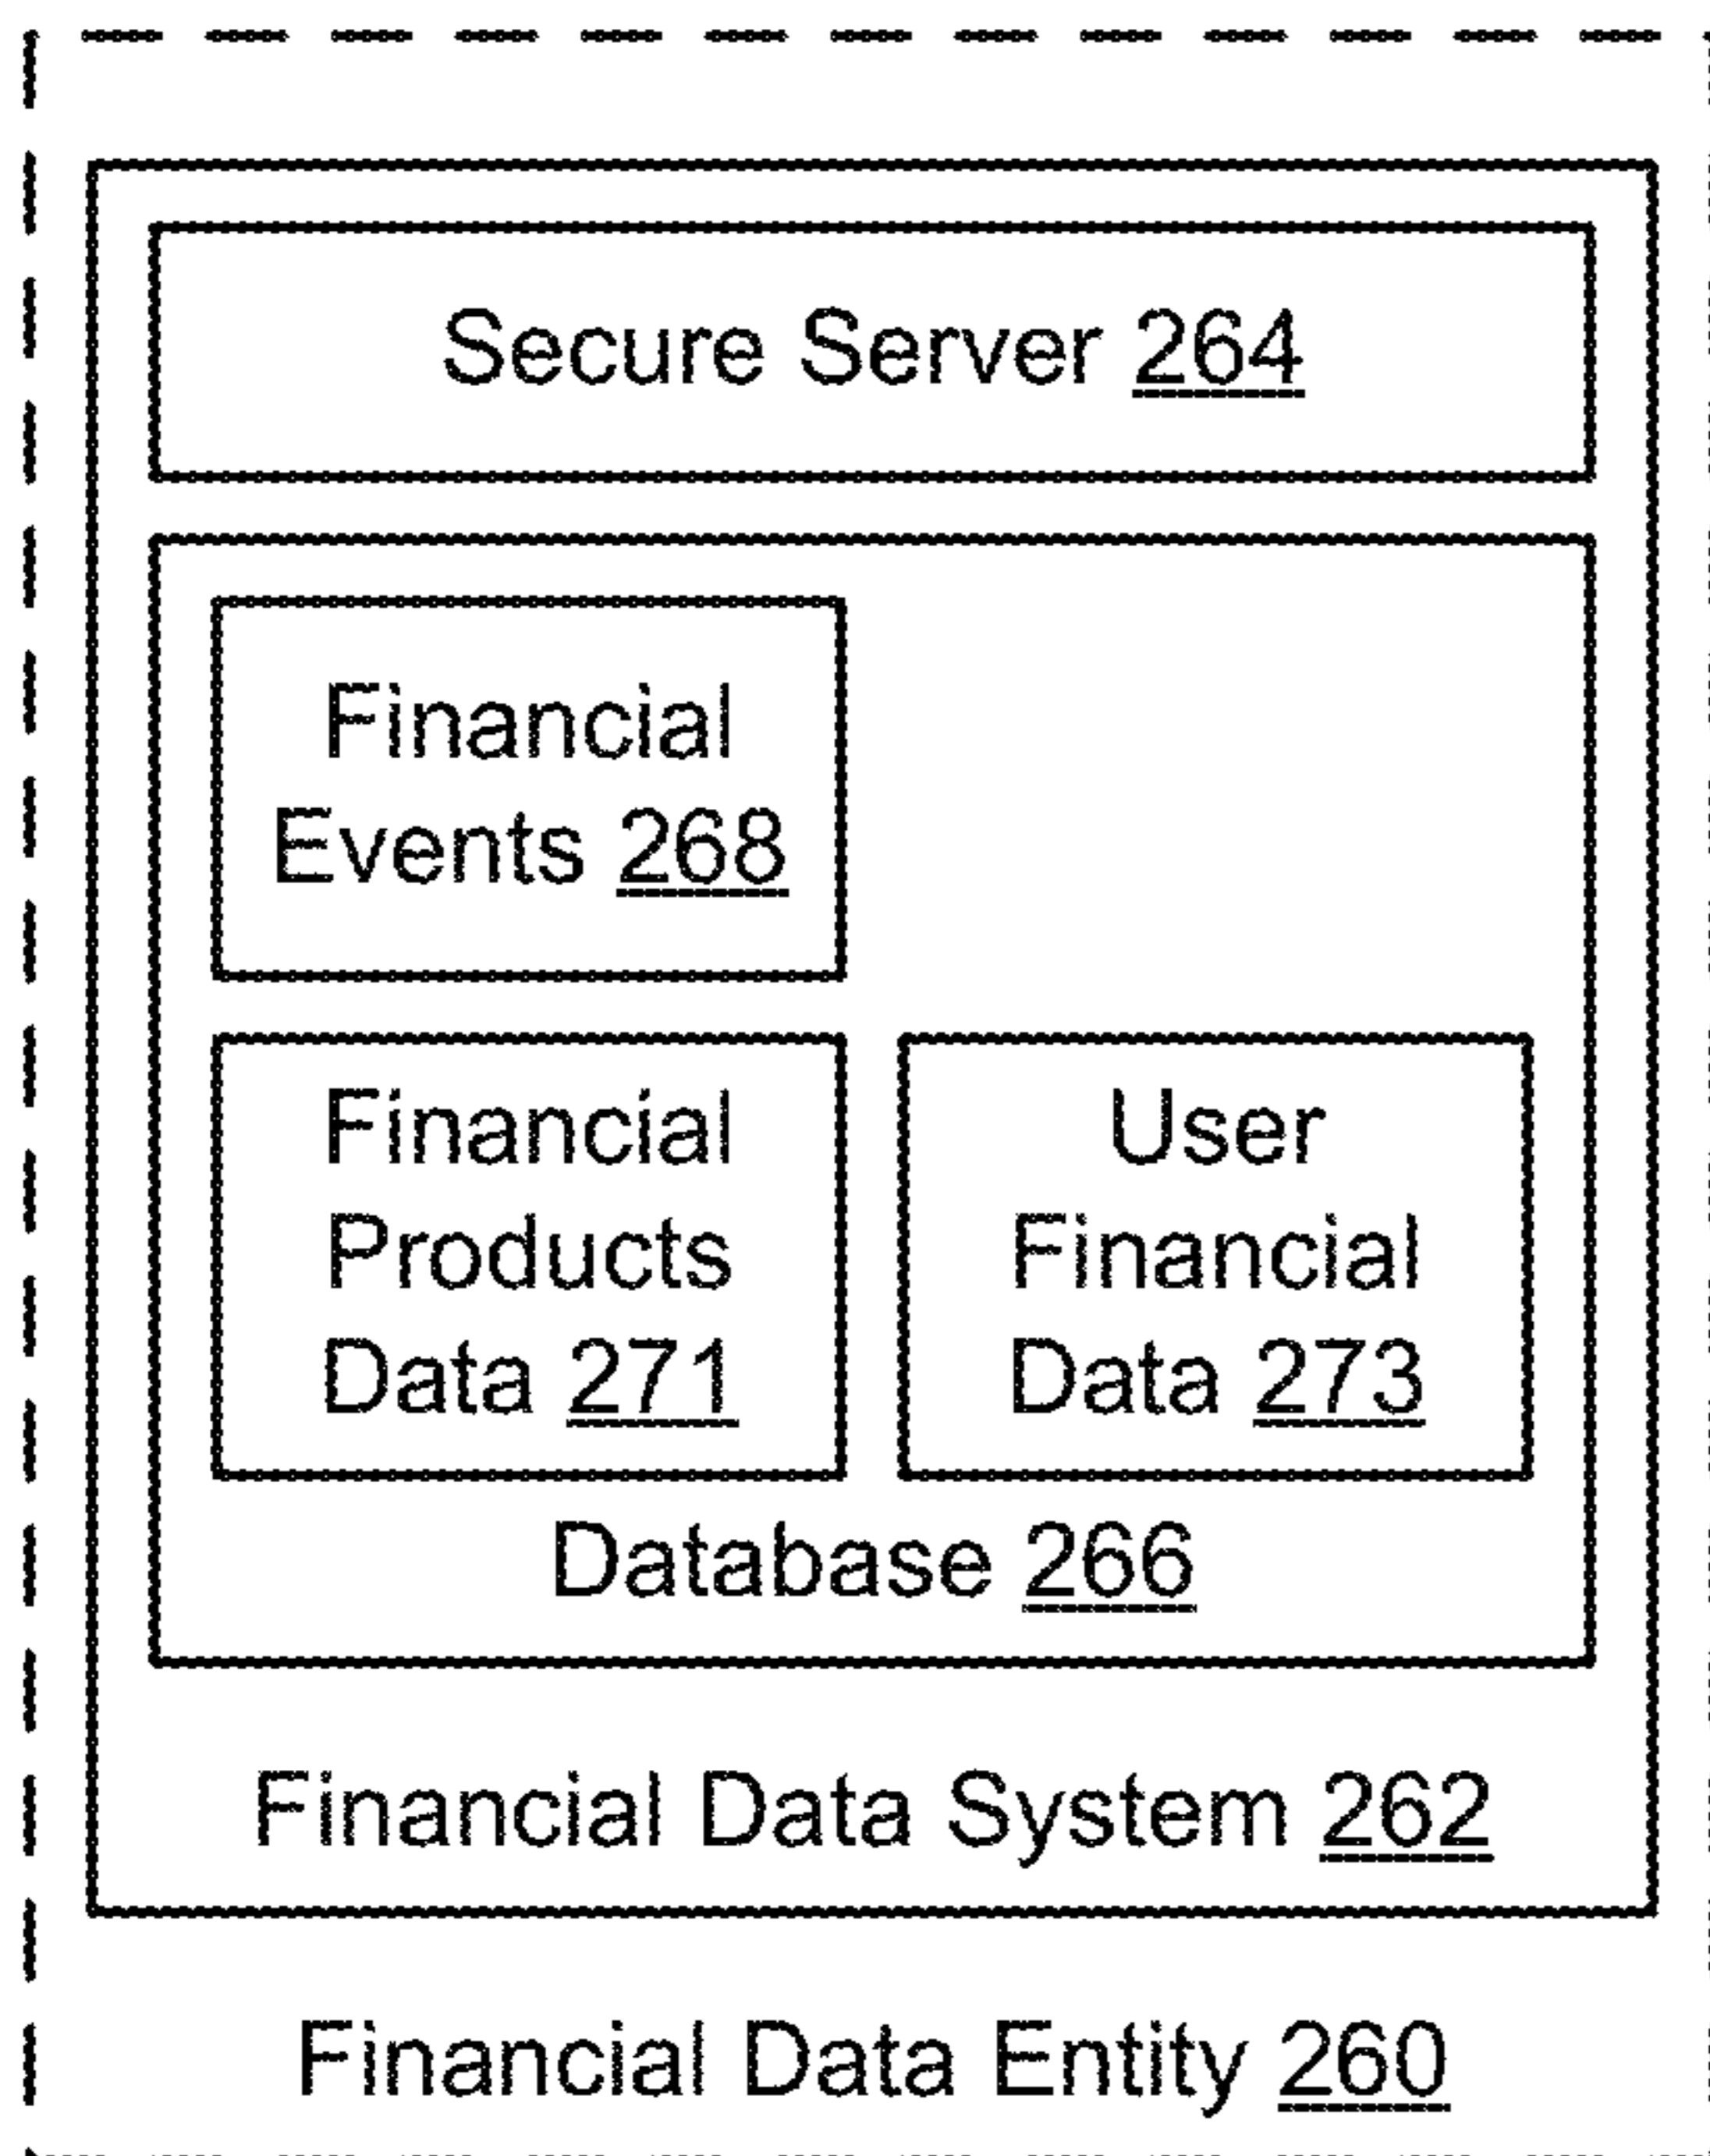 Secure Server 264
Financial
Events 268
Financial
Products
Data 271
User
Financial
Data 273
Database 266
Financial Data System 262
Financial Data Entity 260